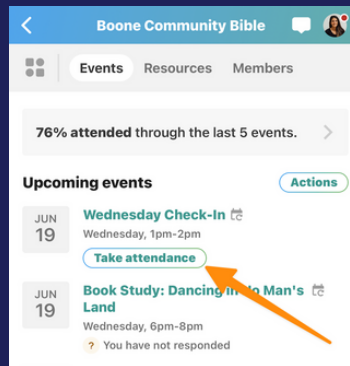 Boone Community Bible
Events Resources Members
76% attended through the last 5 events.
Upcoming events
Actions
JUN
19
Wednesday Check-In
Wednesday, 1pm-2pm
Take attendance
JUN
19
Book Study: Dancing in No Man's
Land
Wednesday, 6pm-8pm
? You have not responded